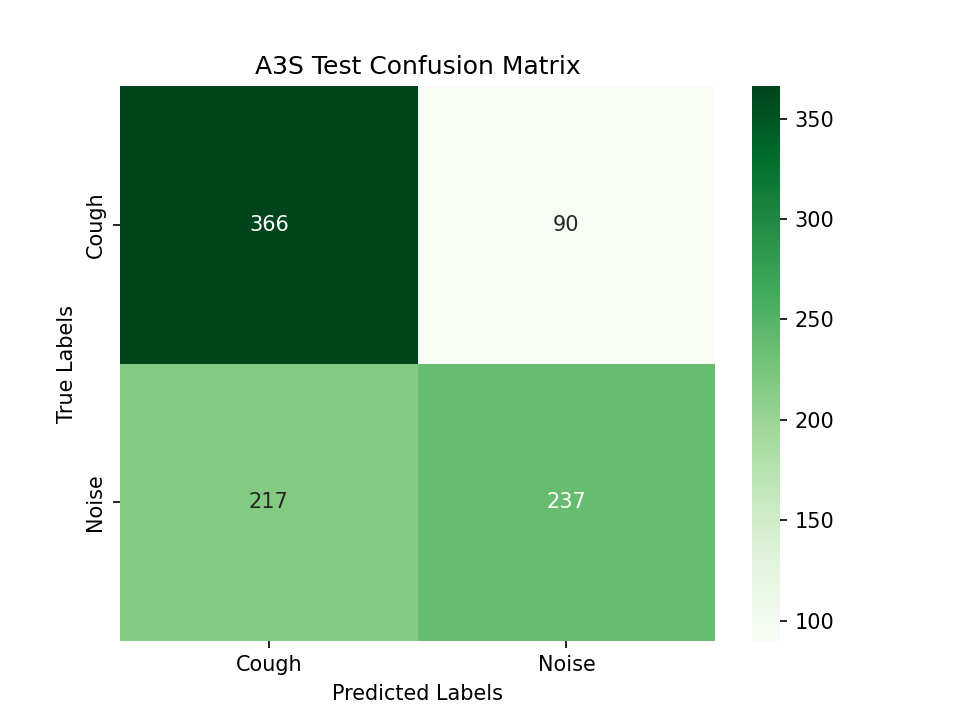 A3S Test Confusion Matrix
True Labels
Cough
366
90
Noise
217
237
Cough
Noise
Predicted Labels
350
300
250
200
150
100